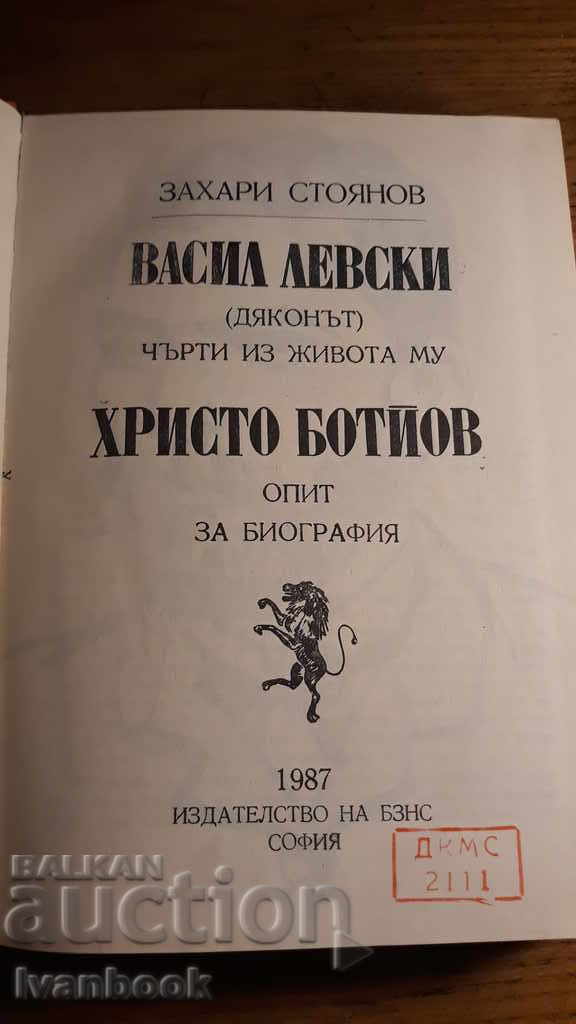 ЗАХАРИ СТОЯНОВ
ВАСИЛ ЛЕВСКИ
(ДЯКОНЪТ)
ЧЪРТИ ИЗ ЖИВОТА МУ
ХРИСТО БОТЙОВ
ОПИТ
ЗА БИОГРАФИЯ
1987
ИЗДАТЕЛСТВО НА БЗНС
СОФИЯ
ДКМС
2111
BALKAN
auction
Ivanbook